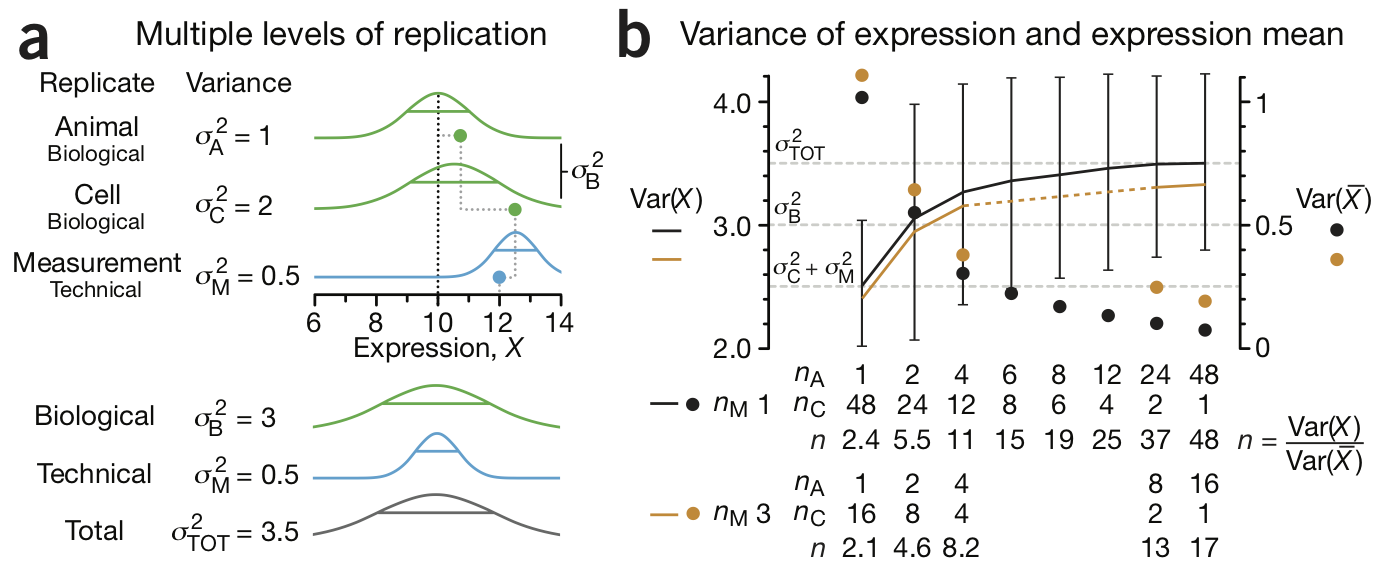 a Multiple levels of replication
Replicate Variance
Animal
Biological
σ²A = 1
Cell
Biological
σ²C = 2
σ²B
Measurement
Technical
σ²M = 0.5
6 8 10 12 14
Expression, X
Biological σ²B = 3
Technical σ²M = 0.5
Total σ²TOT = 3.5
b Variance of expression and expression mean
4.0 1
σ²TOT
Var(X) Var(X̄)
σ²B
3.0 0.5
σ²C + σ²M
2.0 0
nA 1 2 4 6 8 12 24 48
nM 1 nC 48 24 12 8 6 4 2 1
n 2.4 5.5 11 15 19 25 37 48 n = Var(X) / Var(X̄)
nA 1 2 4 8 16
nM 3 nC 16 8 4 2 1
n 2.1 4.6 8.2 13 17